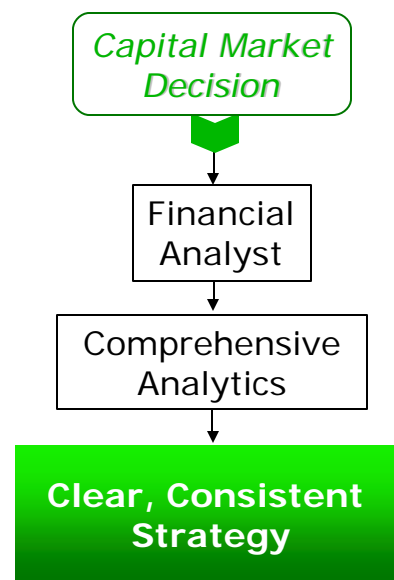 Capital Market
Decision
Financial
Analyst
Comprehensive
Analytics
Clear, Consistent
Strategy